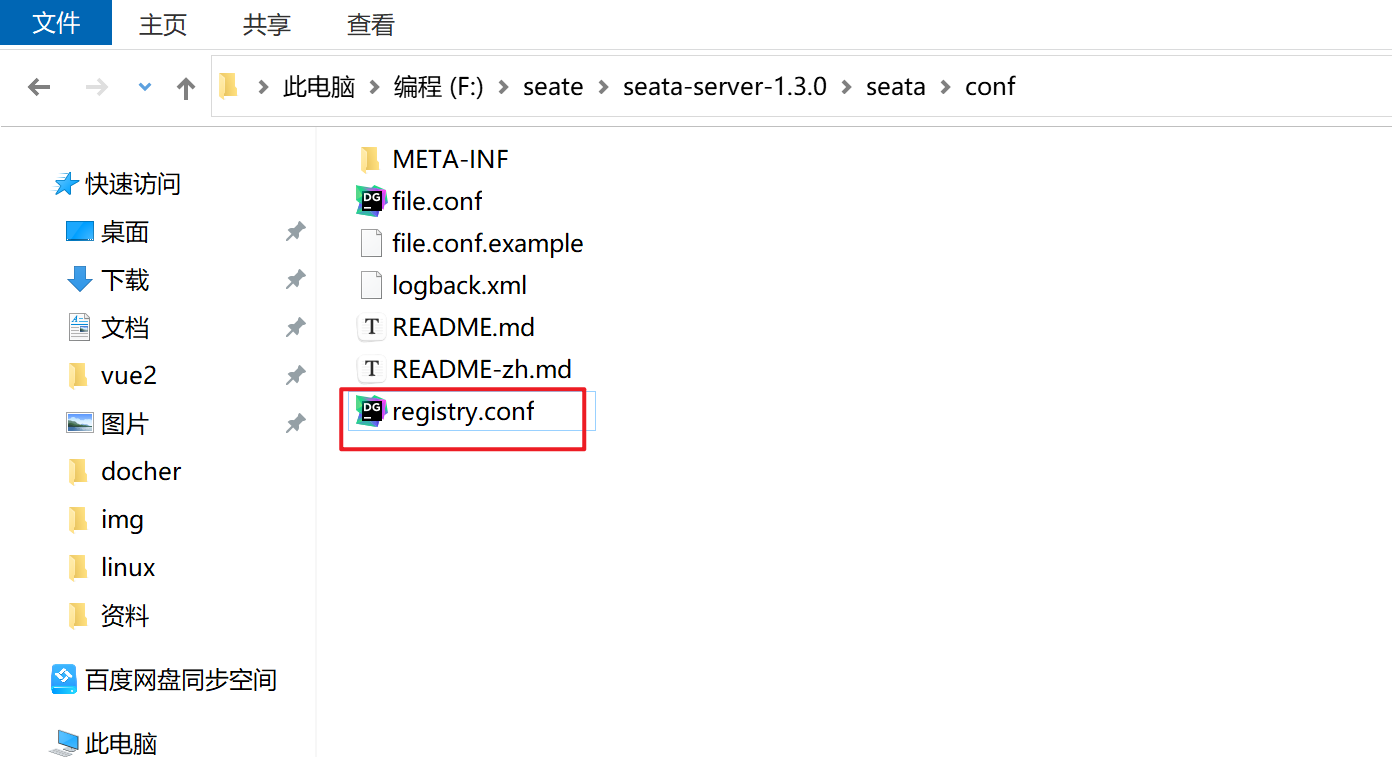 文件 主页 共享 查看
此电脑 编程 (F:) seate seata-server-1.3.0 seata conf
快速访问
桌面
下载
文档
vue2
图片
docher
img
linux
资料
百度网盘同步空间
此电脑
META-INF
DG file.conf
file.conf.example
logback.xml
T README.md
T README-zh.md
DG registry.conf